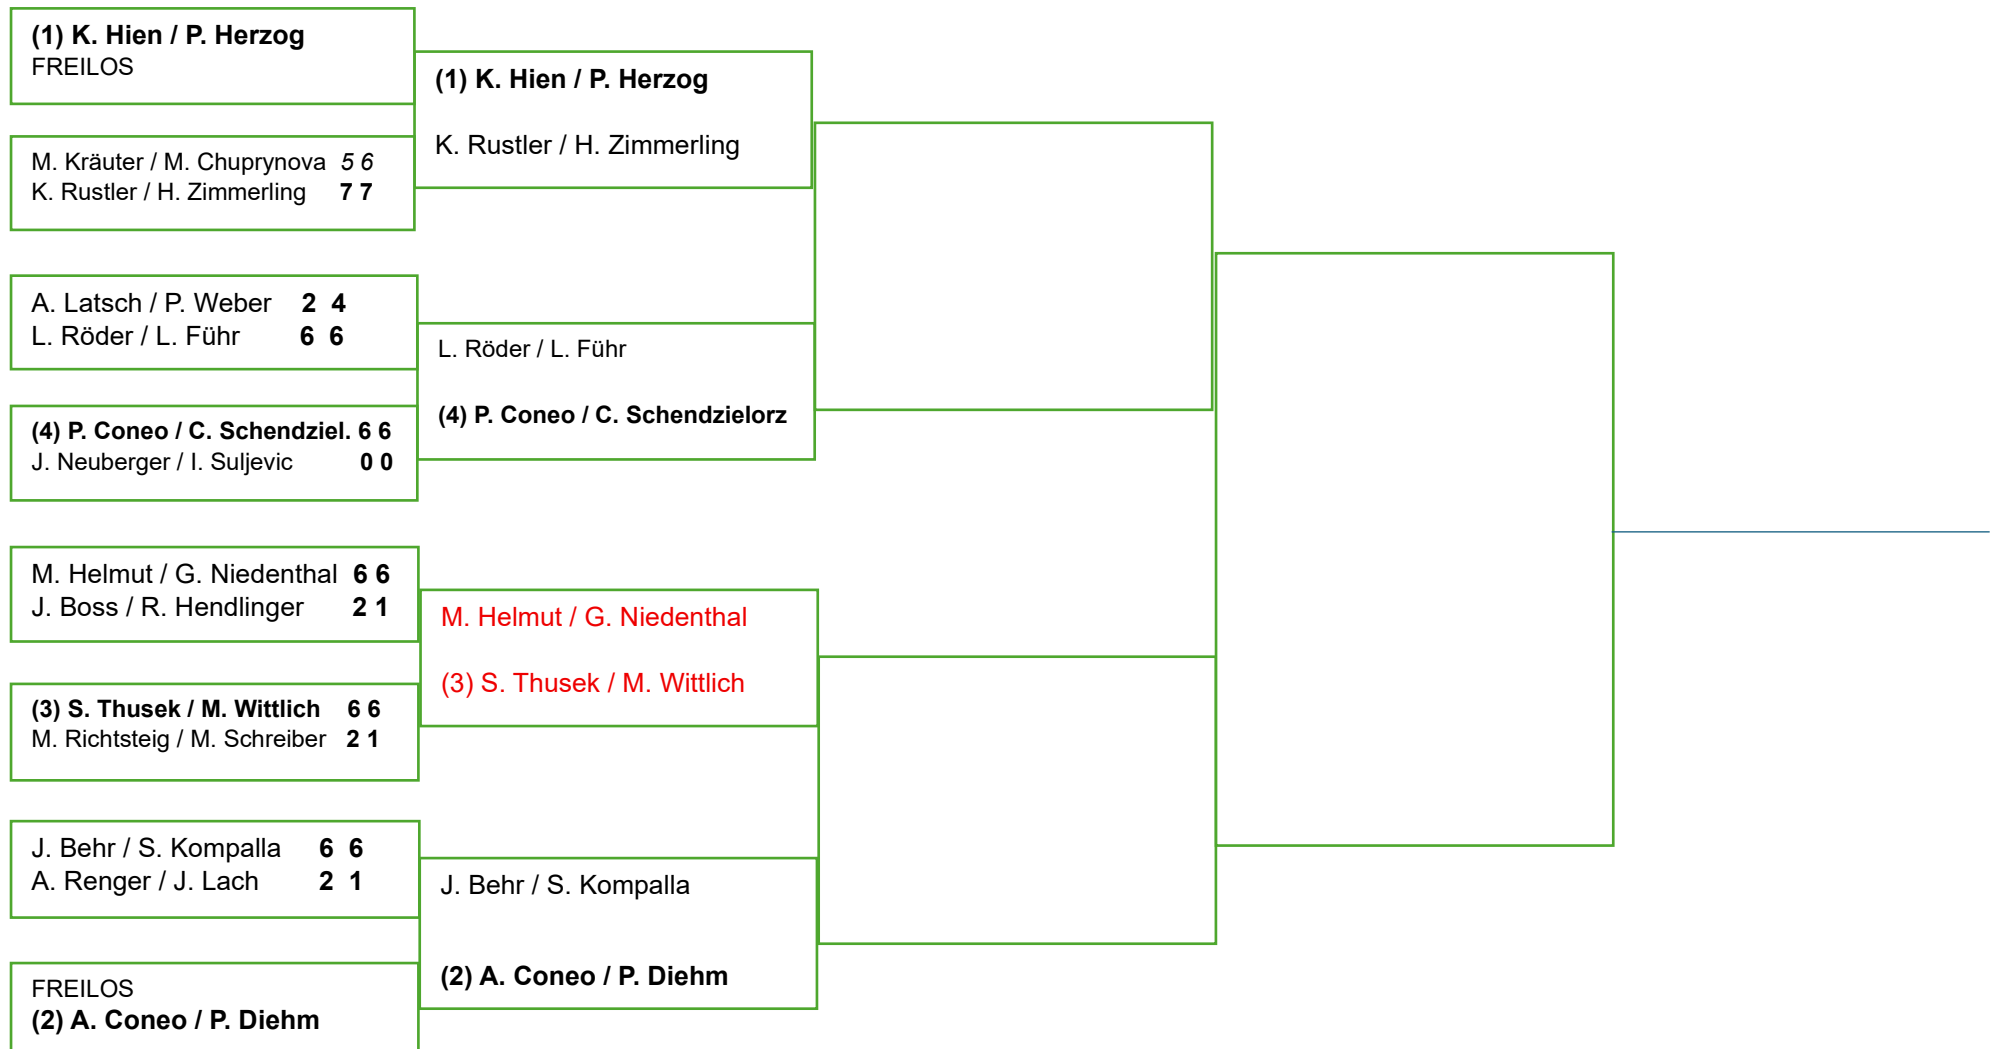 (1) K. Hien / P. Herzog
FREILOS
M. Kräuter / M. Chuprynova 5 6
K. Rustler / H. Zimmerling 7 7
A. Latsch / P. Weber 2 4
L. Röder / L. Führ 6 6
(4) P. Coneo / C. Schendziel. 6 6
J. Neuberger / I. Suljevic 0 0
M. Helmut / G. Niedenthal 6 6
J. Boss / R. Hendlinger 2 1
(3) S. Thusek / M. Wittlich 6 6
M. Richtsteig / M. Schreiber 2 1
J. Behr / S. Kompalla 6 6
A. Renger / J. Lach 2 1
FREILOS
(2) A. Coneo / P. Diehm
(1) K. Hien / P. Herzog
K. Rustler / H. Zimmerling
L. Röder / L. Führ
(4) P. Coneo / C. Schendzielorz
M. Helmut / G. Niedenthal
(3) S. Thusek / M. Wittlich
J. Behr / S. Kompalla
(2) A. Coneo / P. Diehm